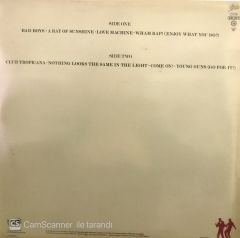 SIDE ONE
BAD BOYS · A RAY OF SUNSHINE · LOVE MACHINE · WHAM RAP! (ENJOY WHAT YOU DO?)
SIDE TWO
CLUB TROPICANA · NOTHING LOOKS THE SAME IN THE LIGHT · COME ON! · YOUNG GUNS (GO FOR IT!)
CS
CamScanner ile tarandı